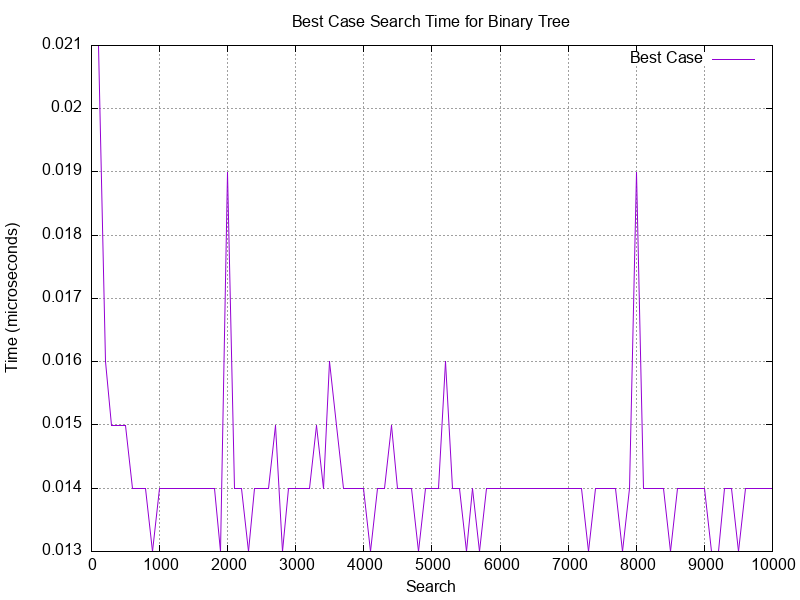 Best Case Search Time for Binary Tree
Best Case
0.021
0.02
0.019
0.018
0.017
0.016
0.015
0.014
0.013
Time (microseconds)
0 1000 2000 3000 4000 5000 6000 7000 8000 9000 10000
Search